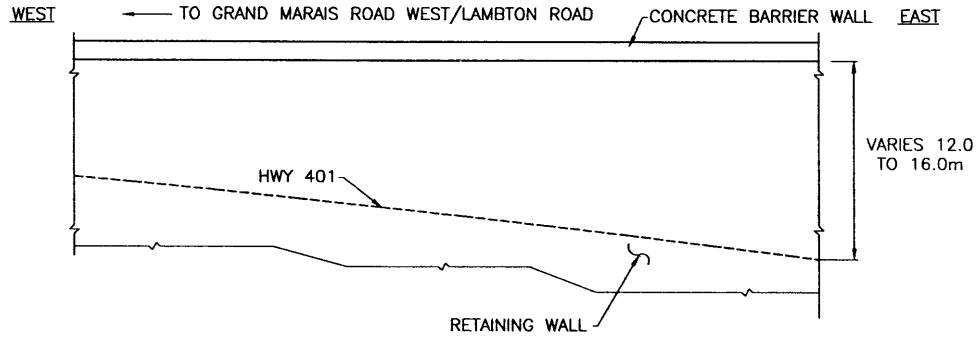 WEST
TO GRAND MARAIS ROAD WEST/LAMBTON ROAD
CONCRETE BARRIER WALL
EAST
VARIES 12.0
TO 16.0m
HWY 401
RETAINING WALL